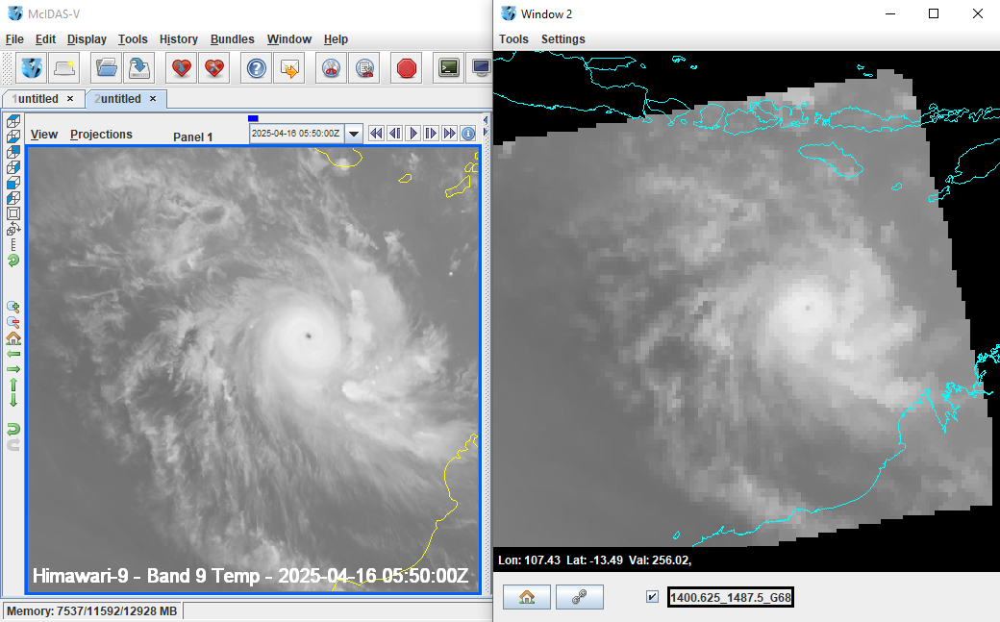 McIDAS-V
File Edit Display Tools History Bundles Window Help
1untitled × 2untitled ×
View Projections Panel 1 2025-04-16 05:50:00Z
Himawari-9 - Band 9 Temp - 2025-04-16 05:50:00Z
Memory: 7537/11592/12928 MB
Window 2
Tools Settings
Lon: 107.43 Lat: -13.49 Val: 256.02,
1400.625_1487.5_G68